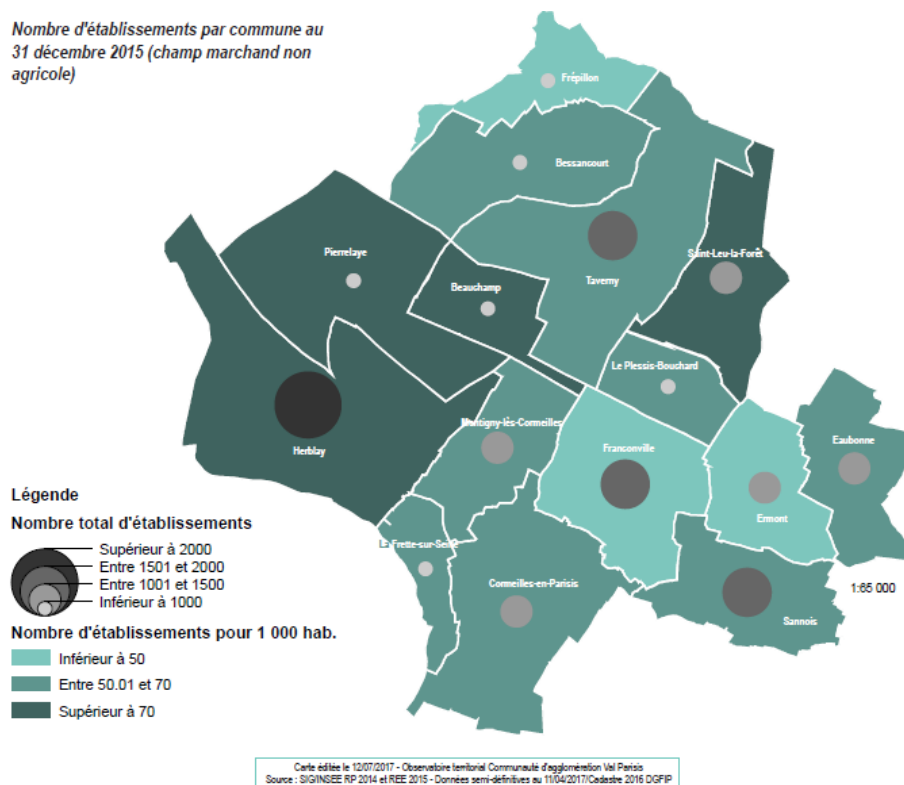 Nombre d'établissements par commune au
31 décembre 2015 (champ marchand non
agricole)
Frépillon
Bessancourt
Saint-Leu-la-Forêt
Pierrelaye
Taverny
Beauchamp
Le Plessis-Bouchard
Montigny-lès-Cormeilles
Eaubonne
Franconville
Herblay
Ermont
La Frette-sur-Seine
Cormeilles-en-Parisis
Sannois
1:65 000
Légende
Nombre total d'établissements
Supérieur à 2000
Entre 1501 et 2000
Entre 1001 et 1500
Inférieur à 1000
Nombre d'établissements pour 1 000 hab.
Inférieur à 50
Entre 50.01 et 70
Supérieur à 70
Carte éditée le 12/07/2017 - Observatoire territorial Communauté d'agglomération Val Parisis
Source : SIG/INSEE RP 2014 et REE 2015 - Données semi-définitives au 11/04/2017/Cadastre 2016 DGFIP